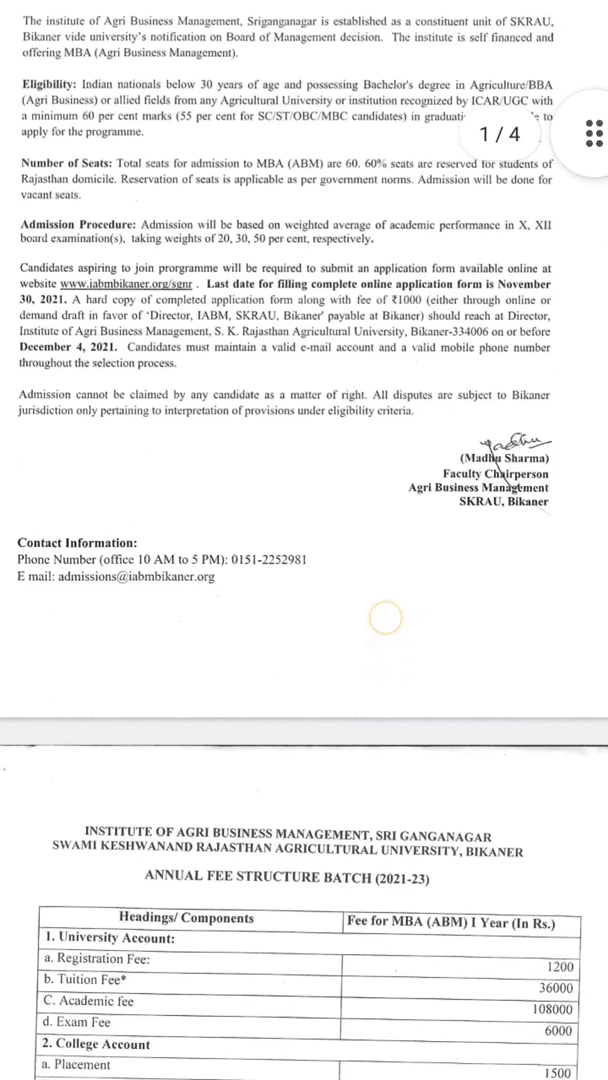 The institute of Agri Business Management, Sriganganagar is established as a constituent unit of SKRAU,
Bikaner vide university's notification on Board of Management decision. The institute is self financed and
offering MBA (Agri Business Management).
Eligibility: Indian nationals below 30 years of age and possessing Bachelor's degree in Agriculture/BBA
(Agri Business) or allied fields from any Agricultural University or institution recognized by ICAR/UGC with
a minimum 60 per cent marks (55 per cent for SC/ST/OBC/MBC candidates) in to
apply for the programme.
1 / 4
Number of Seats: Total seats for admission to MBA (ABM) are 60. 60% seats are reserved for students of
Rajasthan domicile. Reservation of seats is applicable as per government norms. Admission will be done for
vacant seats.
Admission Procedure: Admission will be based on weighted average of academic performance in X, XII
board examination(s), taking weights of 20, 30, 50 per cent, respectively.
Candidates aspiring to join prorgramme will be required to submit an application form available online at
website www.iabmbikaner.org/sgnr . Last date for filling complete online application form is November
30, 2021. A hard copy of completed application form along with fee of ₹1000 (either through online or
demand draft in favor of 'Director, IABM, SKRAU, Bikaner' payable at Bikaner) should reach at Director,
Institute of Agri Business Management, S. K. Rajasthan Agricultural University, Bikaner-334006 on or before
December 4, 2021. Candidates must maintain a valid e-mail account and a valid mobile phone number
throughout the selection process.
Admission cannot be claimed by any candidate as a matter of right. All disputes are subject to Bikaner
jurisdiction only pertaining to interpretation of provisions under eligibility criteria.
(Madhu Sharma)
Faculty Chairperson
Agri Business Management
SKRAU, Bikaner
Contact Information:
Phone Number (office 10 AM to 5 PM): 0151-2252981
E mail: admissions@iabmbikaner.org
INSTITUTE OF AGRI BUSINESS MANAGEMENT, SRI GANGANAGAR
SWAMI KESHWANAND RAJASTHAN AGRICULTURAL UNIVERSITY, BIKANER
ANNUAL FEE STRUCTURE BATCH (2021-23)
Headings/ Components Fee for MBA (ABM) I Year (In Rs.)
1. University Account:
a. Registration Fee: 1200
b. Tuition Fee* 36000
C. Academic fee 108000
d. Exam Fee 6000
2. College Account
a. Placement 1500